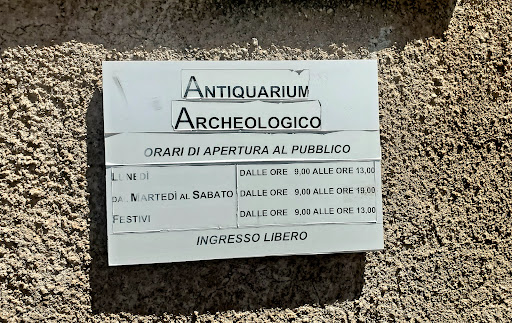 ANTIQUARIUM
ARCHEOLOGICO
ORARI DI APERTURA AL PUBBLICO
LUNEDÌ DALLE ORE 9,00 ALLE ORE 13,00
DAL MARTEDÌ AL SABATO DALLE ORE 9,00 ALLE ORE 19,00
FESTIVI DALLE ORE 9,00 ALLE ORE 13,00
INGRESSO LIBERO